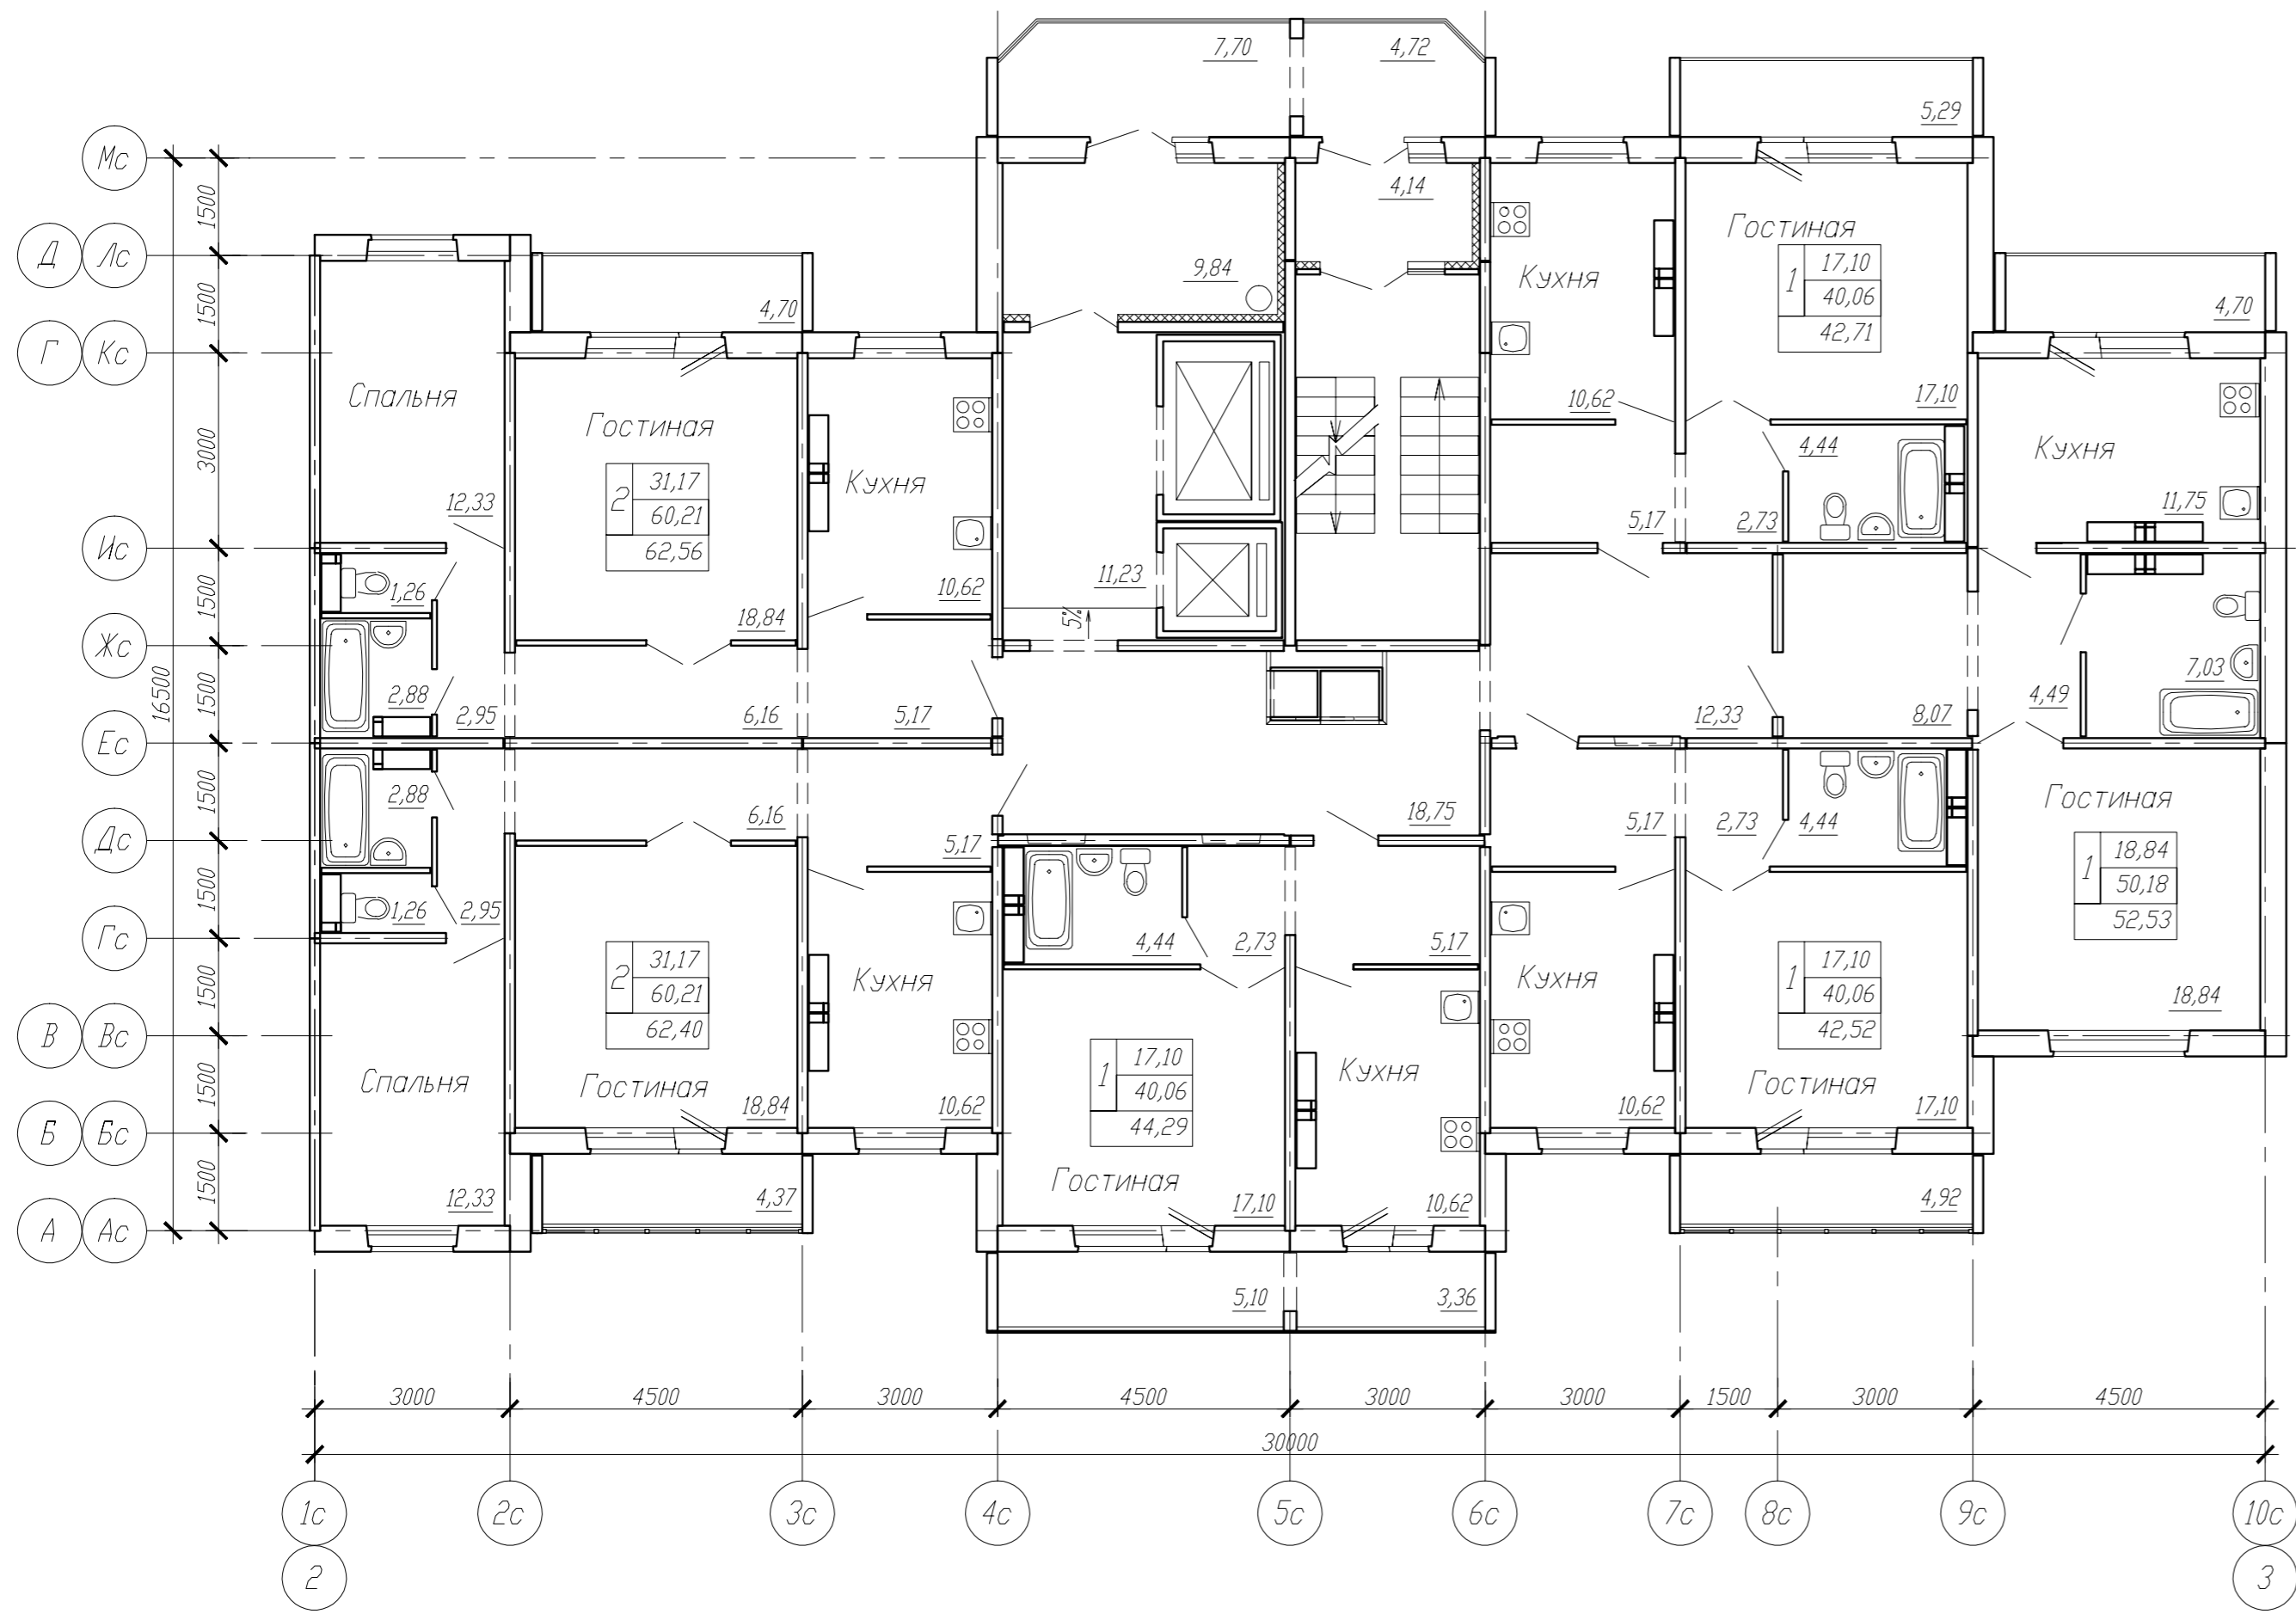 7,70
4,72
5,29
Мс
4,14
1500
Гостиная
Д
Лс
9,84
Кухня
1
17,10
40,06
42,71
4,70
4,70
1500
Г
Кс
Спальня
10,62
17,10
Гостиная
4,44
3000
Кухня
2
31,17
60,21
62,56
Кухня
12,33
11,75
5,17
2,73
Ис
11,23
1,26
10,62
1500
18,84
5%
Жс
16500
2,88
7,03
1500
2,95
6,16
5,17
4,49
12,33
8,07
Ес
2,88
Гостиная
1500
6,16
18,75
5,17
2,73
4,44
Дс
5,17
1
18,84
50,18
52,53
1500
1,26
2,95
4,44
2,73
5,17
Гс
Кухня
Кухня
2
31,17
60,21
62,40
1
17,10
40,06
42,52
1500
18,84
В
Вс
1
17,10
40,06
44,29
Кухня
Спальня
Гостиная
Гостиная
1500
18,84
10,62
10,62
17,10
Б
Бс
Гостиная
1500
12,33
4,37
17,10
10,62
4,92
А
Ас
5,10
3,36
3000
4500
3000
4500
3000
3000
1500
3000
4500
30000
1с
2с
3с
4с
5с
6с
7с
8с
9с
10с
2
3